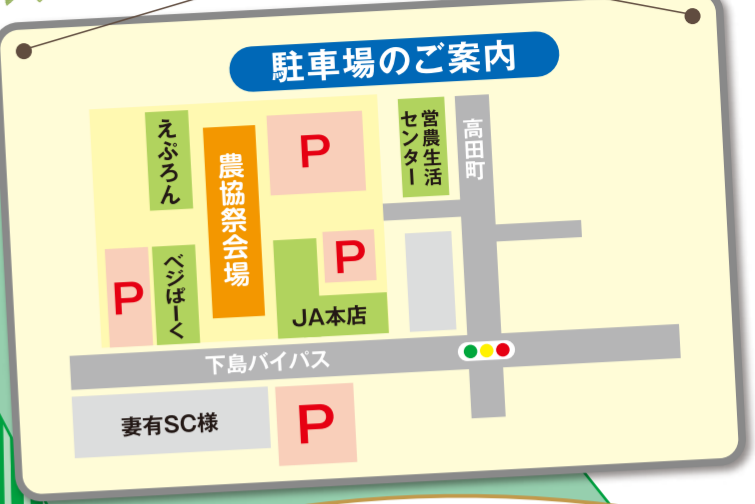 駐車場のご案内
えぷろん
農協祭会場
P
営農生活
センター
高田町
P
ベジぱーく
P
JA本店
下島バイパス
妻有SC様
P